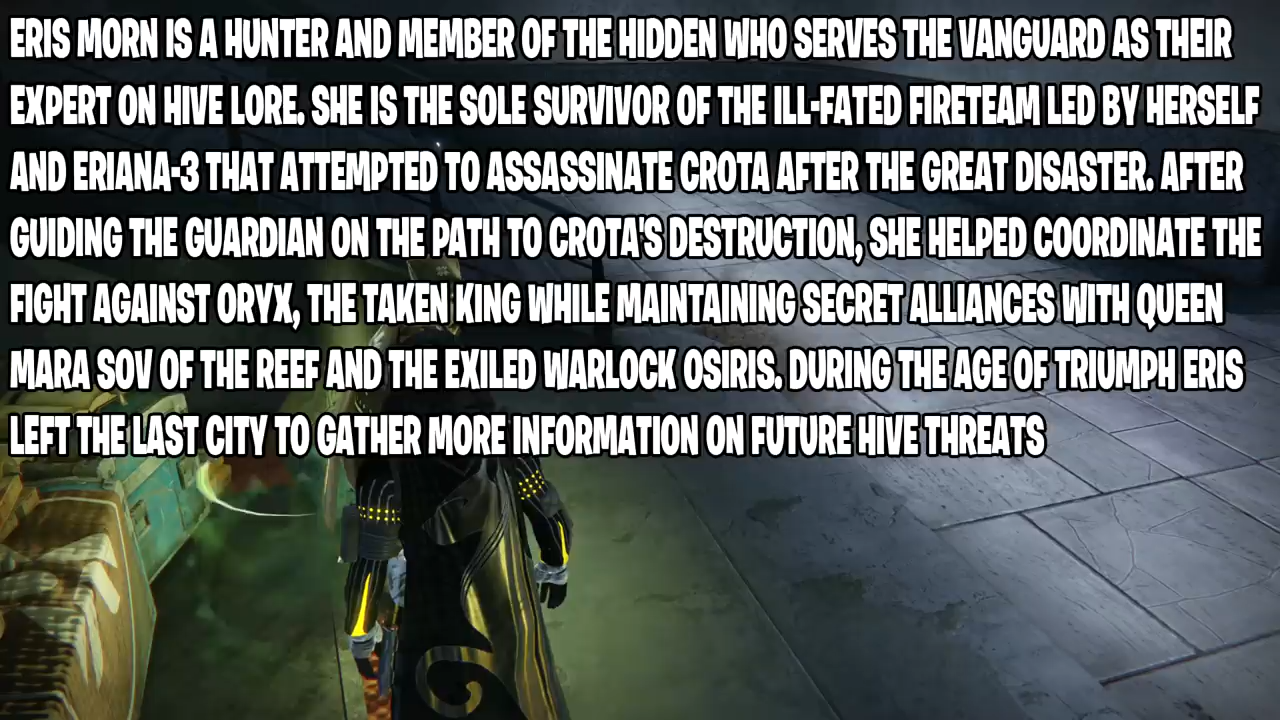 ERIS MORN IS A HUNTER AND MEMBER OF THE HIDDEN WHO SERVES THE VANGUARD AS THEIR
EXPERT ON HIVE LORE. SHE IS THE SOLE SURVIVOR OF THE ILL-FATED FIRETEAM LED BY HERSELF
AND ERIANA-3 THAT ATTEMPTED TO ASSASSINATE CROTA AFTER THE GREAT DISASTER. AFTER
GUIDING THE GUARDIAN ON THE PATH TO CROTA'S DESTRUCTION, SHE HELPED COORDINATE THE
FIGHT AGAINST ORYX, THE TAKEN KING WHILE MAINTAINING SECRET ALLIANCES WITH QUEEN
MARA SOV OF THE REEF AND THE EXILED WARLOCK OSIRIS. DURING THE AGE OF TRIUMPH ERIS
LEFT THE LAST CITY TO GATHER MORE INFORMATION ON FUTURE HIVE THREATS